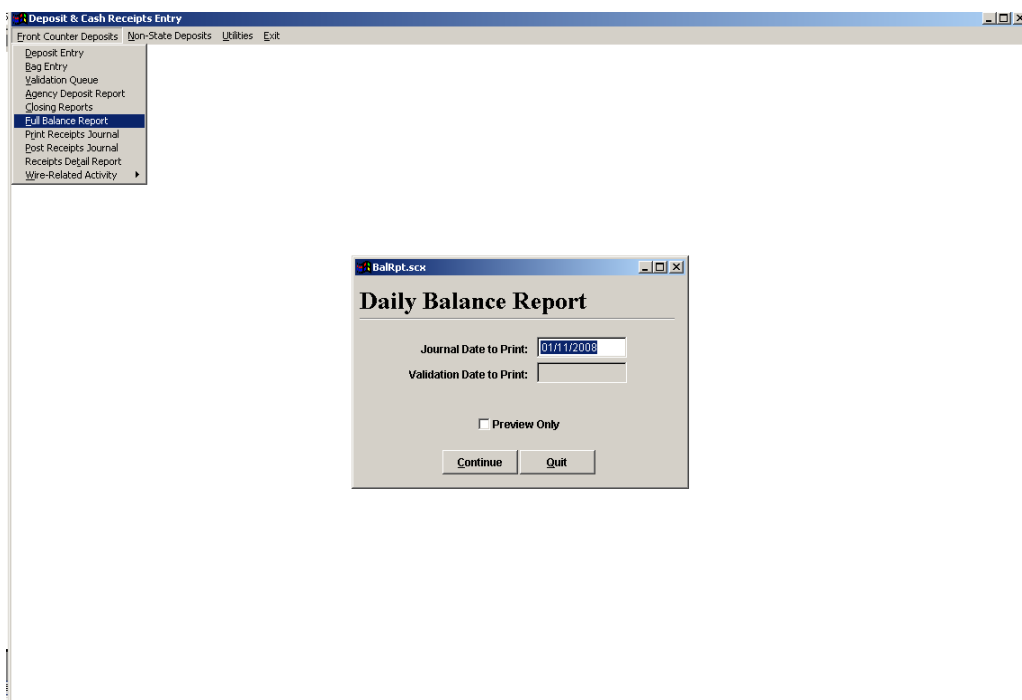 Deposit & Cash Receipts Entry
Front Counter Deposits Non-State Deposits Utilities Exit
Deposit Entry
Bag Entry
Validation Queue
Agency Deposit Report
Closing Reports
Full Balance Report
Print Receipts Journal
Post Receipts Journal
Receipts Detail Report
Wire-Related Activity
BalRpt.scx
Daily Balance Report
Journal Date to Print: 01/11/2008
Validation Date to Print:
Preview Only
Continue Quit